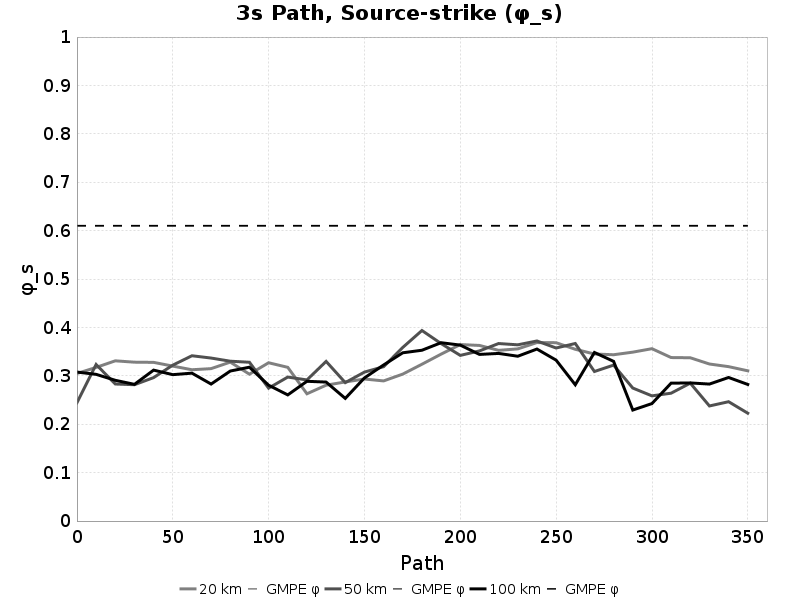 3s Path, Source-strike (φ_s)
1
0.9
0.8
0.7
0.6
0.5
0.4
0.3
0.2
0.1
0
φ_s
0 50 100 150 200 250 300 350
Path
20 km GMPE φ 50 km GMPE φ 100 km GMPE φ